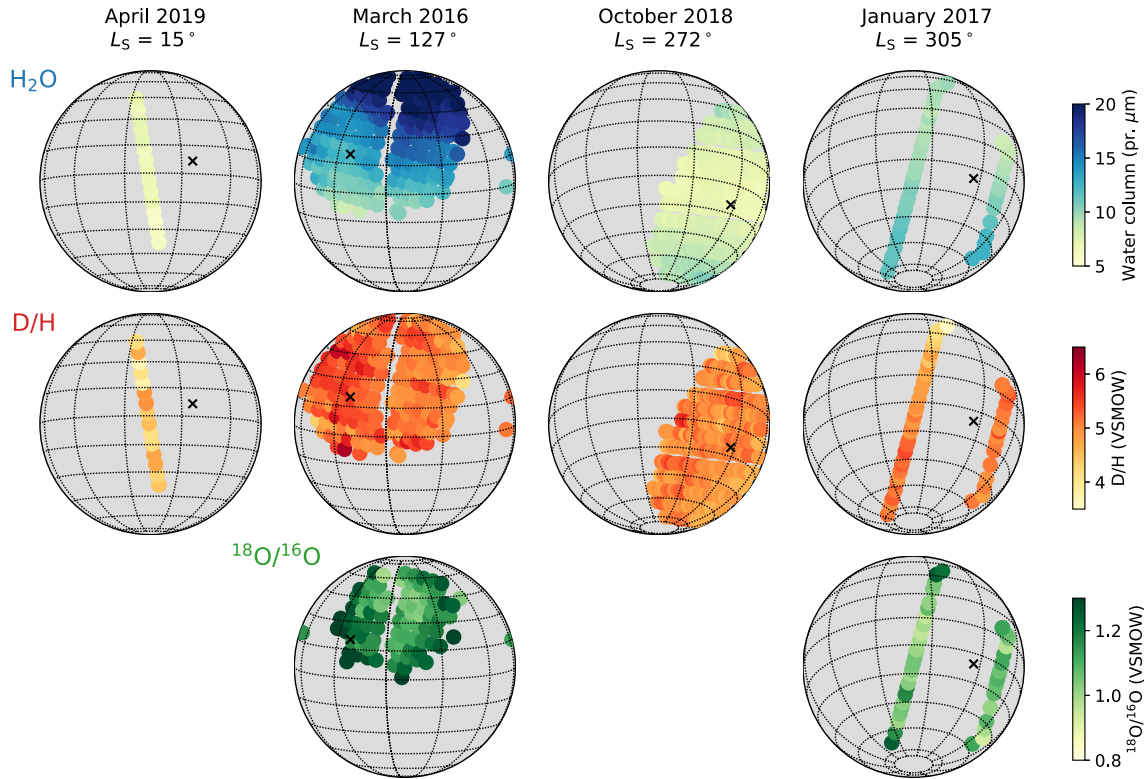 April 2019
L_S = 15°
March 2016
L_S = 127°
October 2018
L_S = 272°
January 2017
L_S = 305°
H₂O
20
15
10
5
Water column (pr. μm)
D/H
6
5
4
D/H (VSMOW)
¹⁸O/¹⁶O
1.2
1.0
0.8
¹⁸O/¹⁶O (VSMOW)